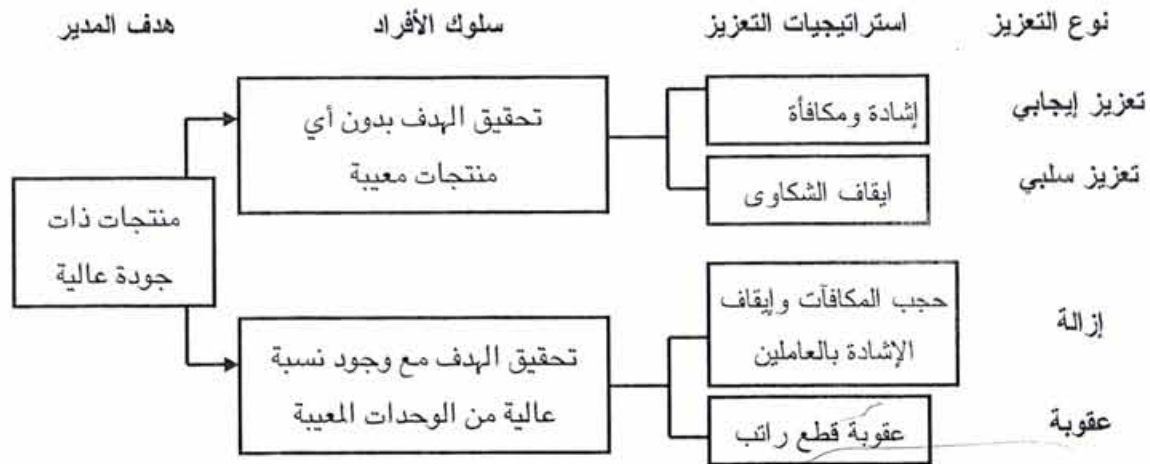 نوع التعزيز
استراتيجيات التعزيز
سلوك الأفراد
هدف المدير
تعزيز إيجابي
إشادة ومكافأة
تحقيق الهدف بدون أي
منتجات معيبة
تعزيز سلبي
ايقاف الشكاوى
منتجات ذات
جودة عالية
إزالة
حجب المكافآت وإيقاف
الإشادة بالعاملين
تحقيق الهدف مع وجود نسبة
عالية من الوحدات المعيبة
عقوبة
عقوبة قطع راتب